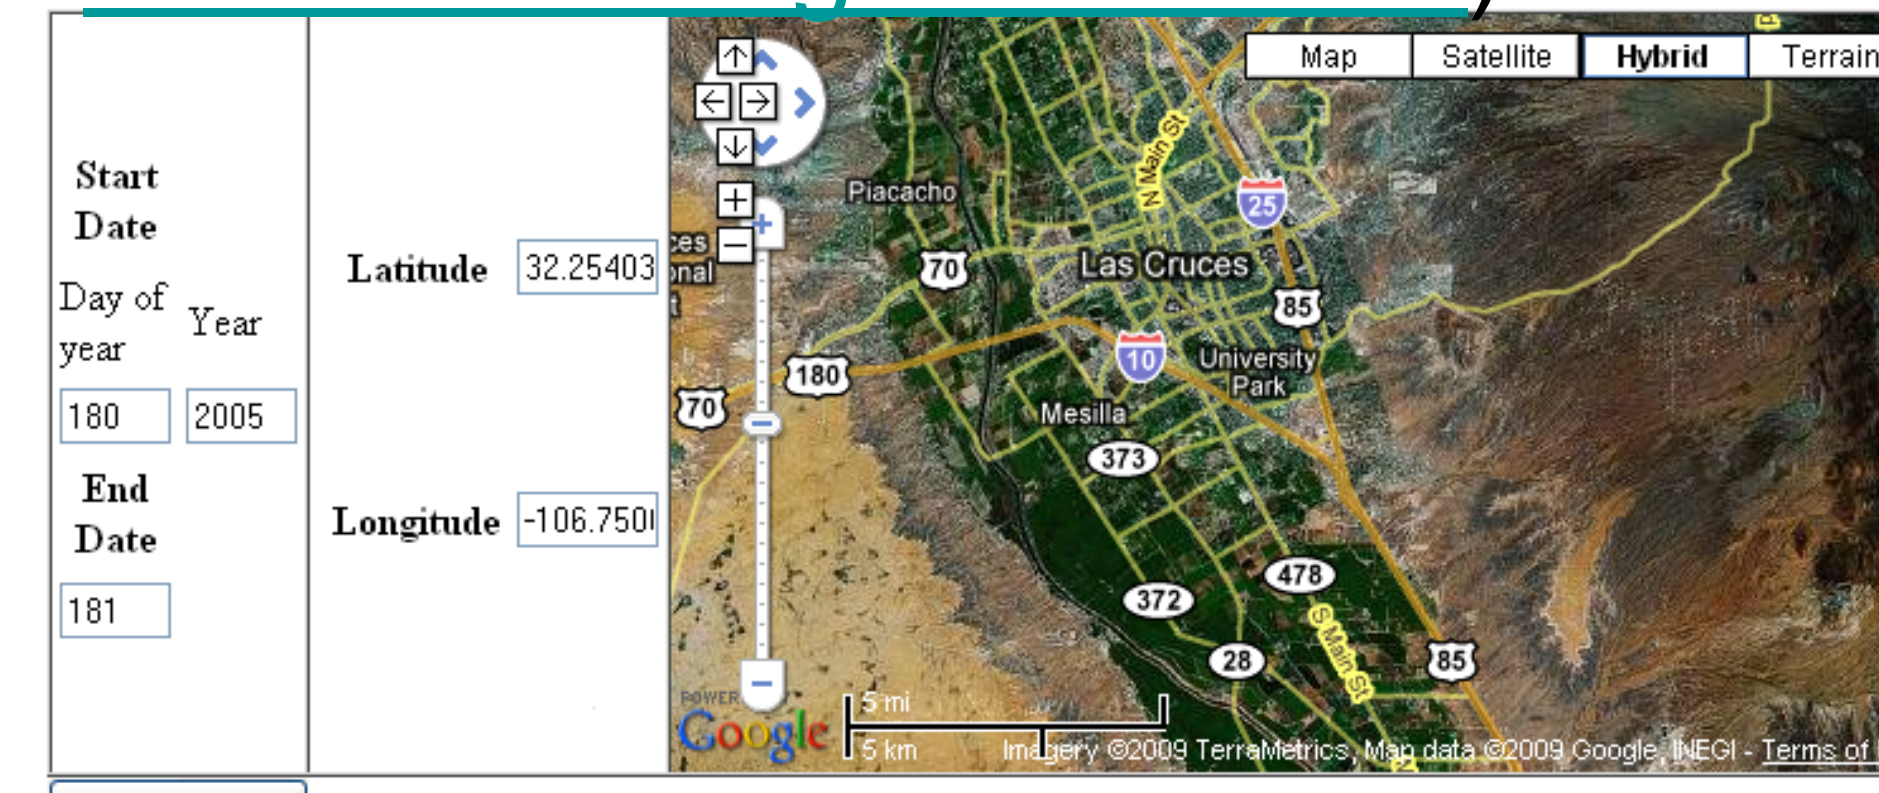 Start
Date
Day of
year
Year
180
2005
End
Date
181
Latitude
32.25403
Longitude
-106.750
Map
Satellite
Hybrid
Terrain
N Main St
Piacacho
25
70
Las Cruces
85
10
University
Park
180
70
Mesilla
373
478
372
S Main St
28
85
POWER
Google
5 mi
5 km
Imagery ©2009 TerraMetrics, Map data ©2009 Google, INEGI - Terms of